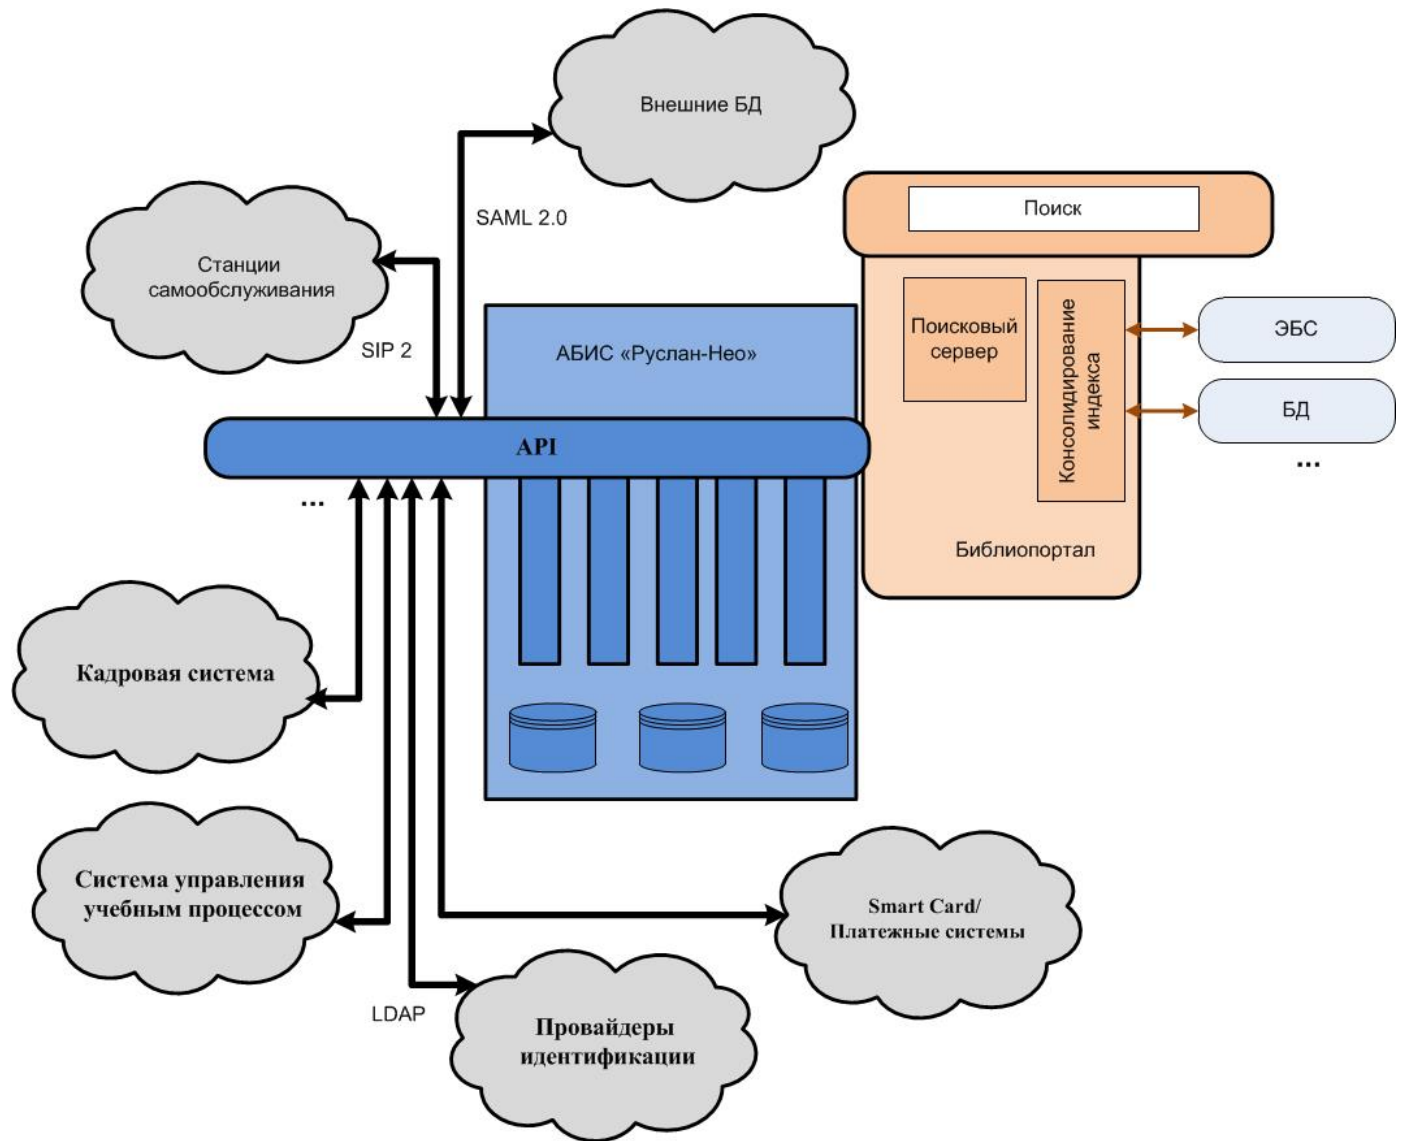 Внешние БД
SAML 2.0
Станции
самообслуживания
SIP 2
Поиск
Поисковый
сервер
Консолидирование
индекса
ЭБС
БД
...
Библиопортал
АБИС «Руслан-Нео»
API
...
Кадровая система
Система управления
учебным процессом
LDAP
Провайдеры
идентификации
Smart Card/
Платежные системы